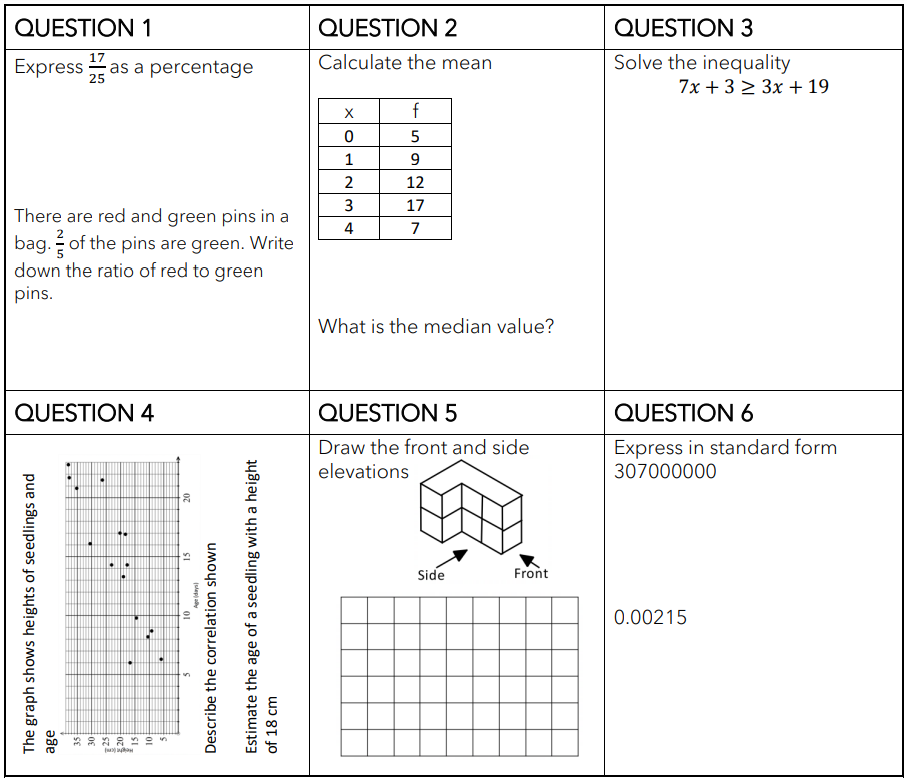 QUESTION 1
Express 17/25 as a percentage
There are red and green pins in a
bag. 2/5 of the pins are green. Write
down the ratio of red to green
pins.
QUESTION 2
Calculate the mean
x f
0 5
1 9
2 12
3 17
4 7
What is the median value?
QUESTION 3
Solve the inequality
7x + 3 ≥ 3x + 19
QUESTION 4
The graph shows heights of seedlings and
age
Height (cm)
35
30
25
20
15
10
5
5
10
15
20
Age (days)
Describe the correlation shown
Estimate the age of a seedling with a height
of 18 cm
QUESTION 5
Draw the front and side
elevations
Side
Front
QUESTION 6
Express in standard form
307000000
0.00215